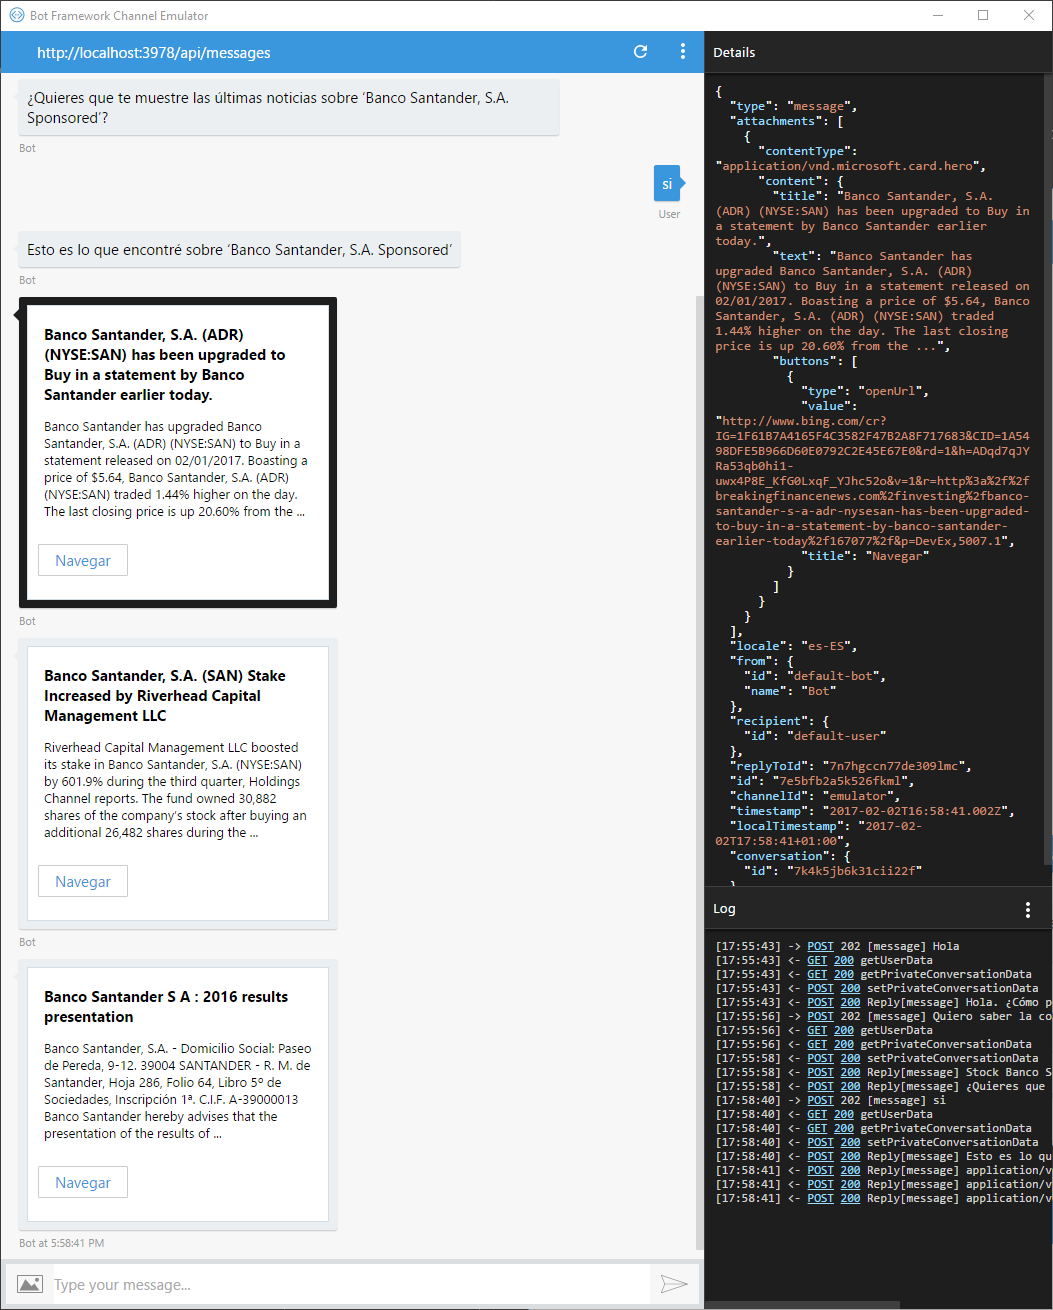 Bot Framework Channel Emulator
http://localhost:3978/api/messages
¿Quieres que te muestre las últimas noticias sobre ‘Banco Santander, S.A.
Sponsored’?
Bot
si
User
Esto es lo que encontré sobre ‘Banco Santander, S.A. Sponsored’
Bot
Banco Santander, S.A. (ADR)
(NYSE:SAN) has been upgraded to
Buy in a statement by Banco
Santander earlier today.
Banco Santander has upgraded Banco
Santander, S.A. (ADR) (NYSE:SAN) to Buy in a
statement released on 02/01/2017. Boasting a
price of $5.64, Banco Santander, S.A. (ADR)
(NYSE:SAN) traded 1.44% higher on the day.
The last closing price is up 20.60% from the ...
Navegar
Bot
Banco Santander, S.A. (SAN) Stake
Increased by Riverhead Capital
Management LLC
Riverhead Capital Management LLC boosted
its stake in Banco Santander, S.A. (NYSE:SAN)
by 601.9% during the third quarter, Holdings
Channel reports. The fund owned 30,882
shares of the company's stock after buying an
additional 26,482 shares during the ...
Navegar
Bot
Banco Santander S A : 2016 results
presentation
Banco Santander, S.A. - Domicilio Social: Paseo
de Pereda, 9-12. 39004 SANTANDER - R. M. de
Santander, Hoja 286, Folio 64, Libro 5º de
Sociedades, Inscripción 1ª. C.I.F. A-39000013
Banco Santander hereby advises that the
presentation of the results of ...
Navegar
Bot at 5:58:41 PM
Type your message...
Details
{
"type": "message",
"attachments": [
{
"contentType":
"application/vnd.microsoft.card.hero",
"content": {
"title": "Banco Santander, S.A.
(ADR) (NYSE:SAN) has been upgraded to Buy in
a statement by Banco Santander earlier
today.",
"text": "Banco Santander has
upgraded Banco Santander, S.A. (ADR)
(NYSE:SAN) to Buy in a statement released on
02/01/2017. Boasting a price of $5.64, Banco
Santander, S.A. (ADR) (NYSE:SAN) traded
1.44% higher on the day. The last closing
price is up 20.60% from the ...",
"buttons": [
{
"type": "openUrl",
"value":
"http://www.bing.com/cr?
IG=1F61B7A4165F4C3582F47B2A8F717683&CID=1A54
98DFE5B966D60E0792C2E45E67E0&rd=1&h=ADqd7qJY
Ra53qb0hi1-
uwx4P8E_KfG0LxqF_YJhc52o&v=1&r=http%3a%2f%2f
breakingfinancenews.com%2finvesting%2fbanco-
santander-s-a-adr-nysesan-has-been-upgraded-
to-buy-in-a-statement-by-banco-santander-
earlier-today%2f167077%2f&p=DevEx,5007.1",
"title": "Navegar"
}
]
}
}
],
"locale": "es-ES",
"from": {
"id": "default-bot",
"name": "Bot"
},
"recipient": {
"id": "default-user"
},
"replyToId": "7n7hgccn77de309lmc",
"id": "7e5bfb2a5k526fkml",
"channelId": "emulator",
"timestamp": "2017-02-02T16:58:41.002Z",
"localTimestamp": "2017-02-
02T17:58:41+01:00",
"conversation": {
"id": "7k4k5jb6k31cii22f"
Log
[17:55:43] -> POST 202 [message] Hola
[17:55:43] <- GET 200 getUserData
[17:55:43] <- GET 200 getPrivateConversationData
[17:55:43] <- POST 200 setPrivateConversationData
[17:55:43] <- POST 200 Reply[message] Hola. ¿Cómo p
[17:55:56] -> POST 202 [message] Quiero saber la co
[17:55:56] <- GET 200 getUserData
[17:55:56] <- GET 200 getPrivateConversationData
[17:55:58] <- POST 200 setPrivateConversationData
[17:55:58] <- POST 200 Reply[message] Stock Banco S
[17:55:58] <- POST 200 Reply[message] ¿Quieres que
[17:58:40] -> POST 202 [message] si
[17:58:40] <- GET 200 getUserData
[17:58:40] <- GET 200 getPrivateConversationData
[17:58:40] <- POST 200 setPrivateConversationData
[17:58:40] <- POST 200 Reply[message] Esto es lo qu
[17:58:41] <- POST 200 Reply[message] application/v
[17:58:41] <- POST 200 Reply[message] application/v
[17:58:41] <- POST 200 Reply[message] application/v